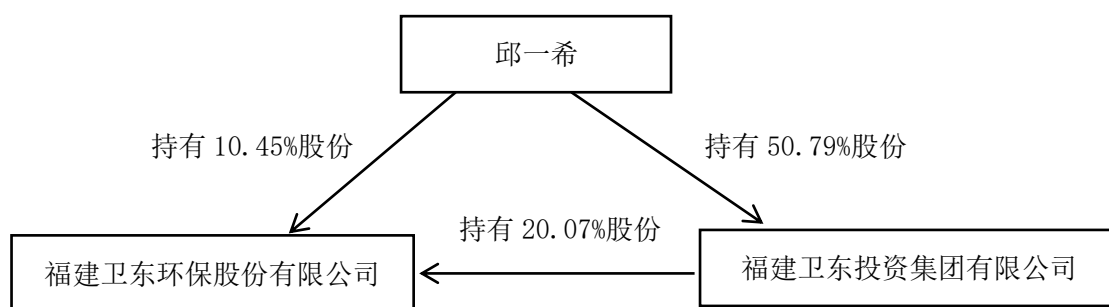 邱一希
持有 10.45%股份
持有 50.79%股份
持有 20.07%股份
福建卫东环保股份有限公司
福建卫东投资集团有限公司